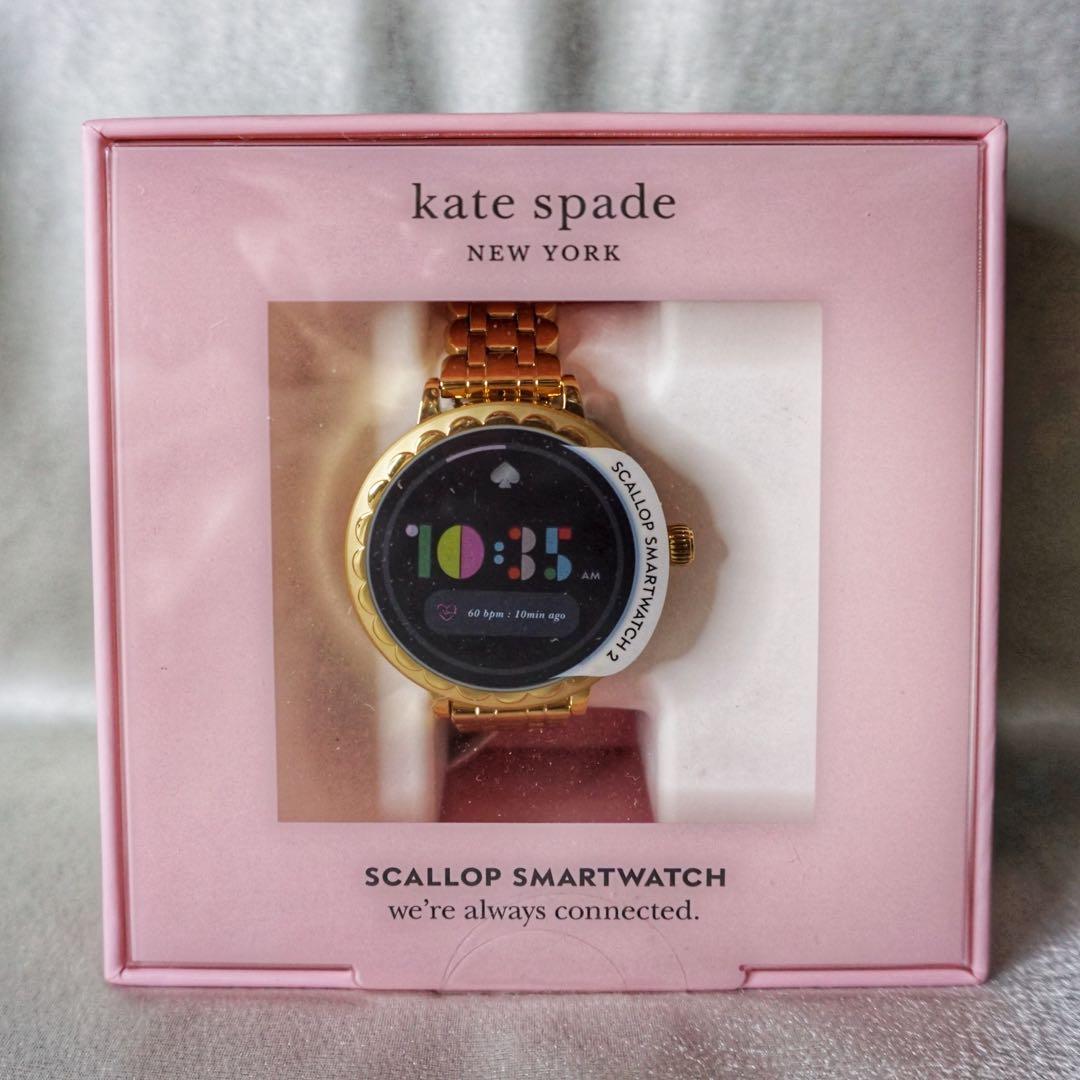 kate spade
NEW YORK
SCALLOP SMARTWATCH 2
10:35 AM
60 bpm : 10min ago
SCALLOP SMARTWATCH
we're always connected.